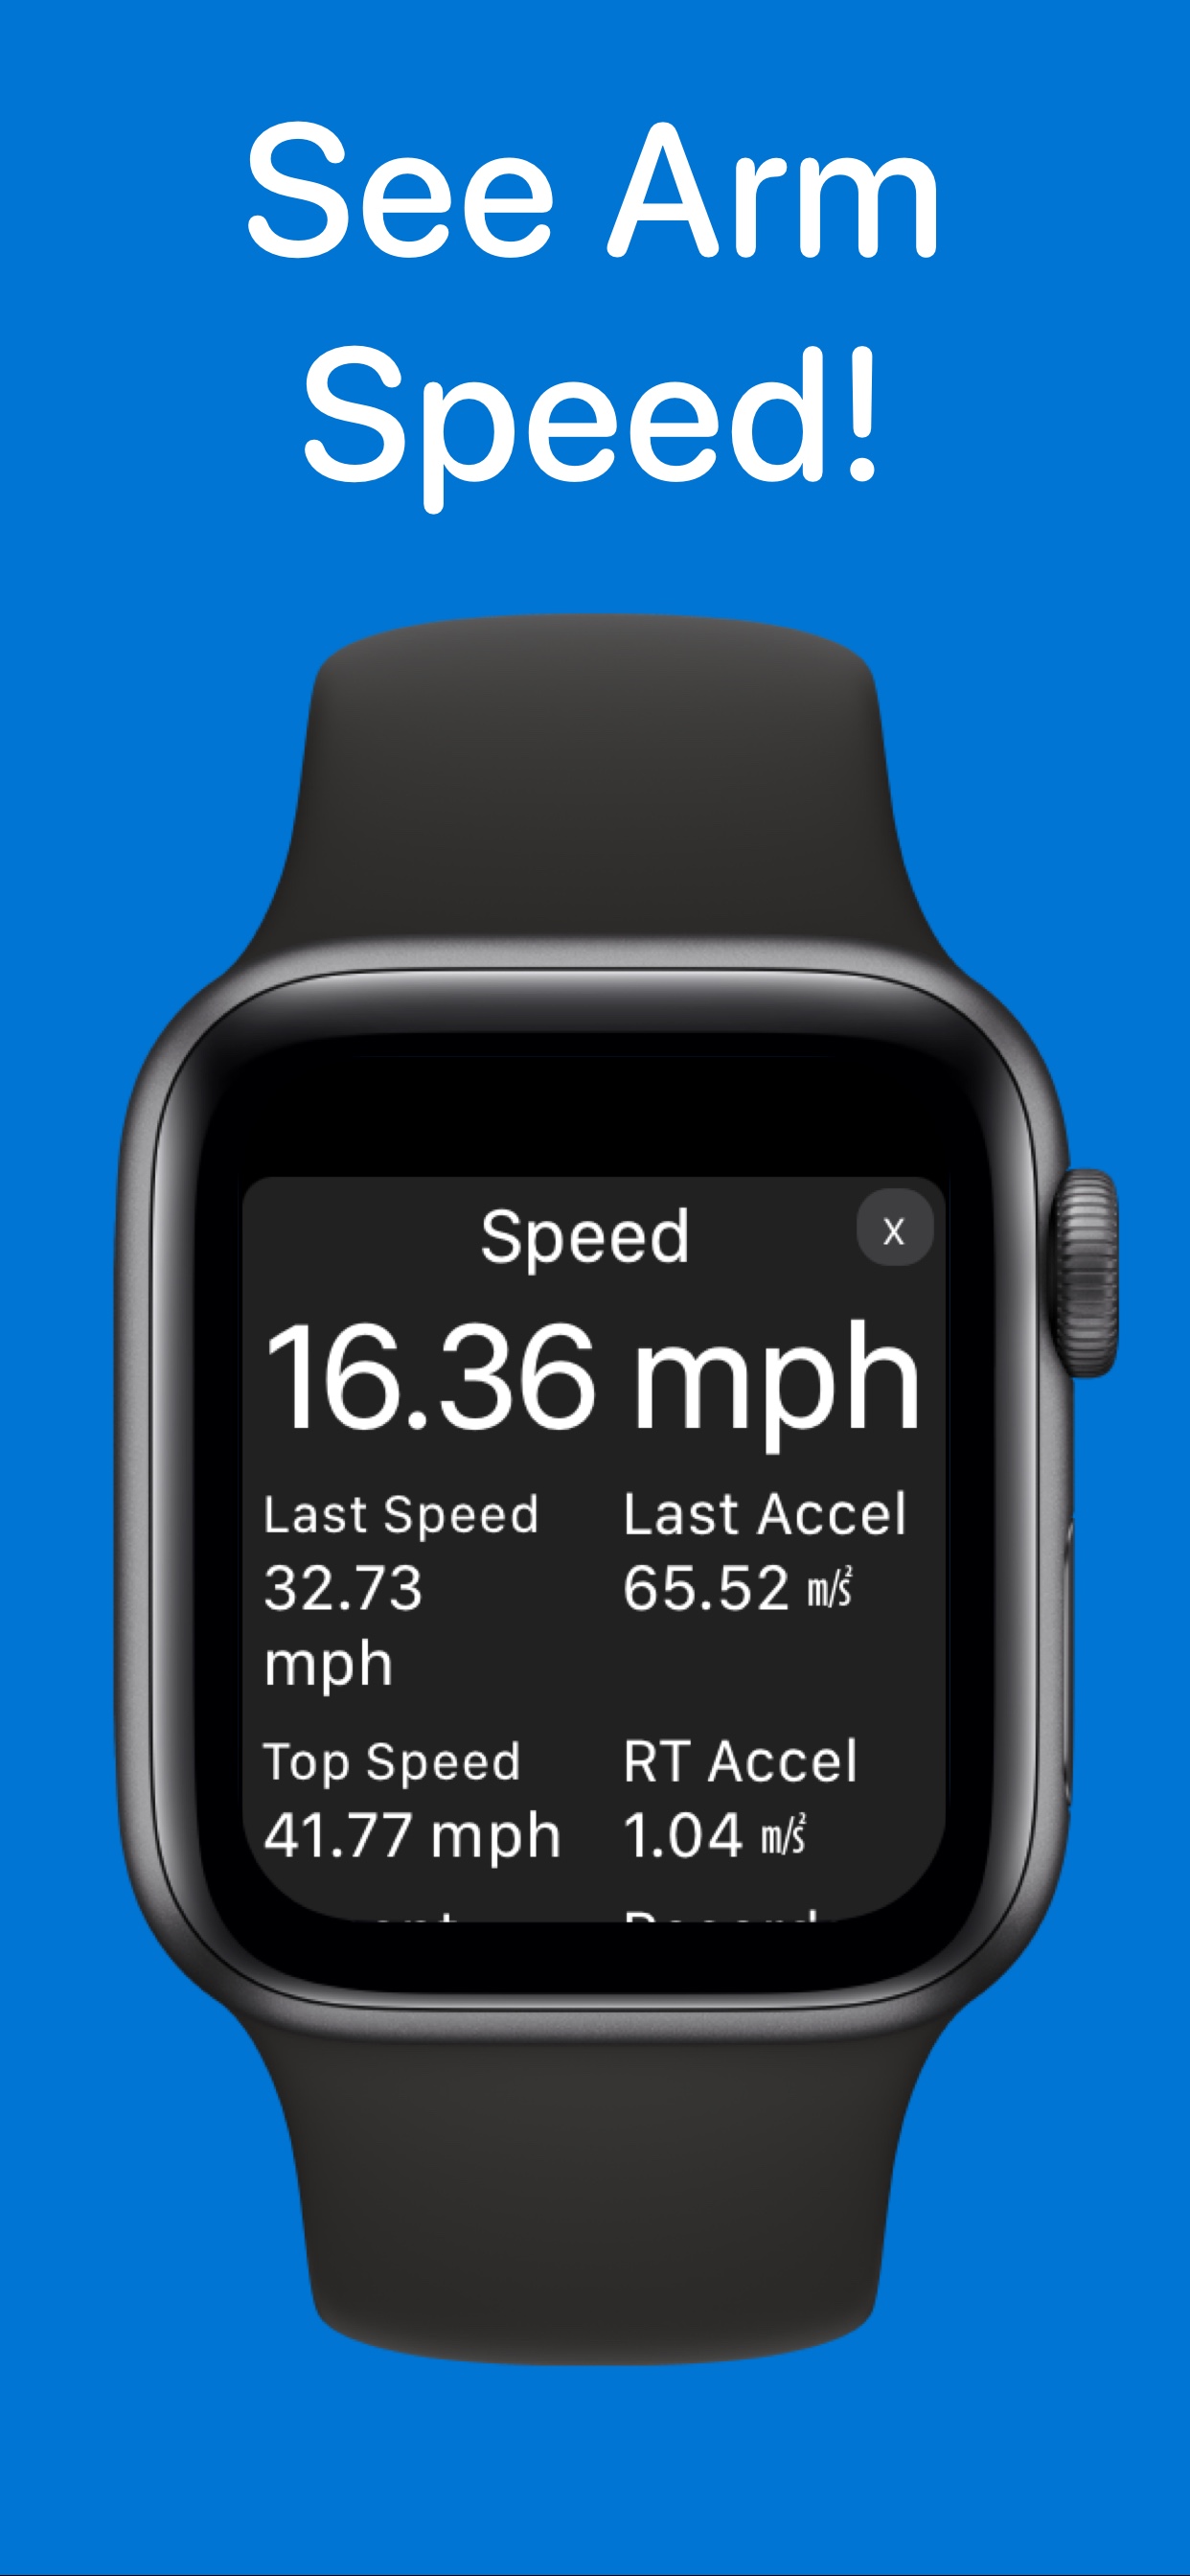 See Arm
Speed!
Speed
x
16.36 mph
Last Speed
Last Accel
32.73
65.52 m/s²
mph
Top Speed
RT Accel
41.77 mph
1.04 m/s²